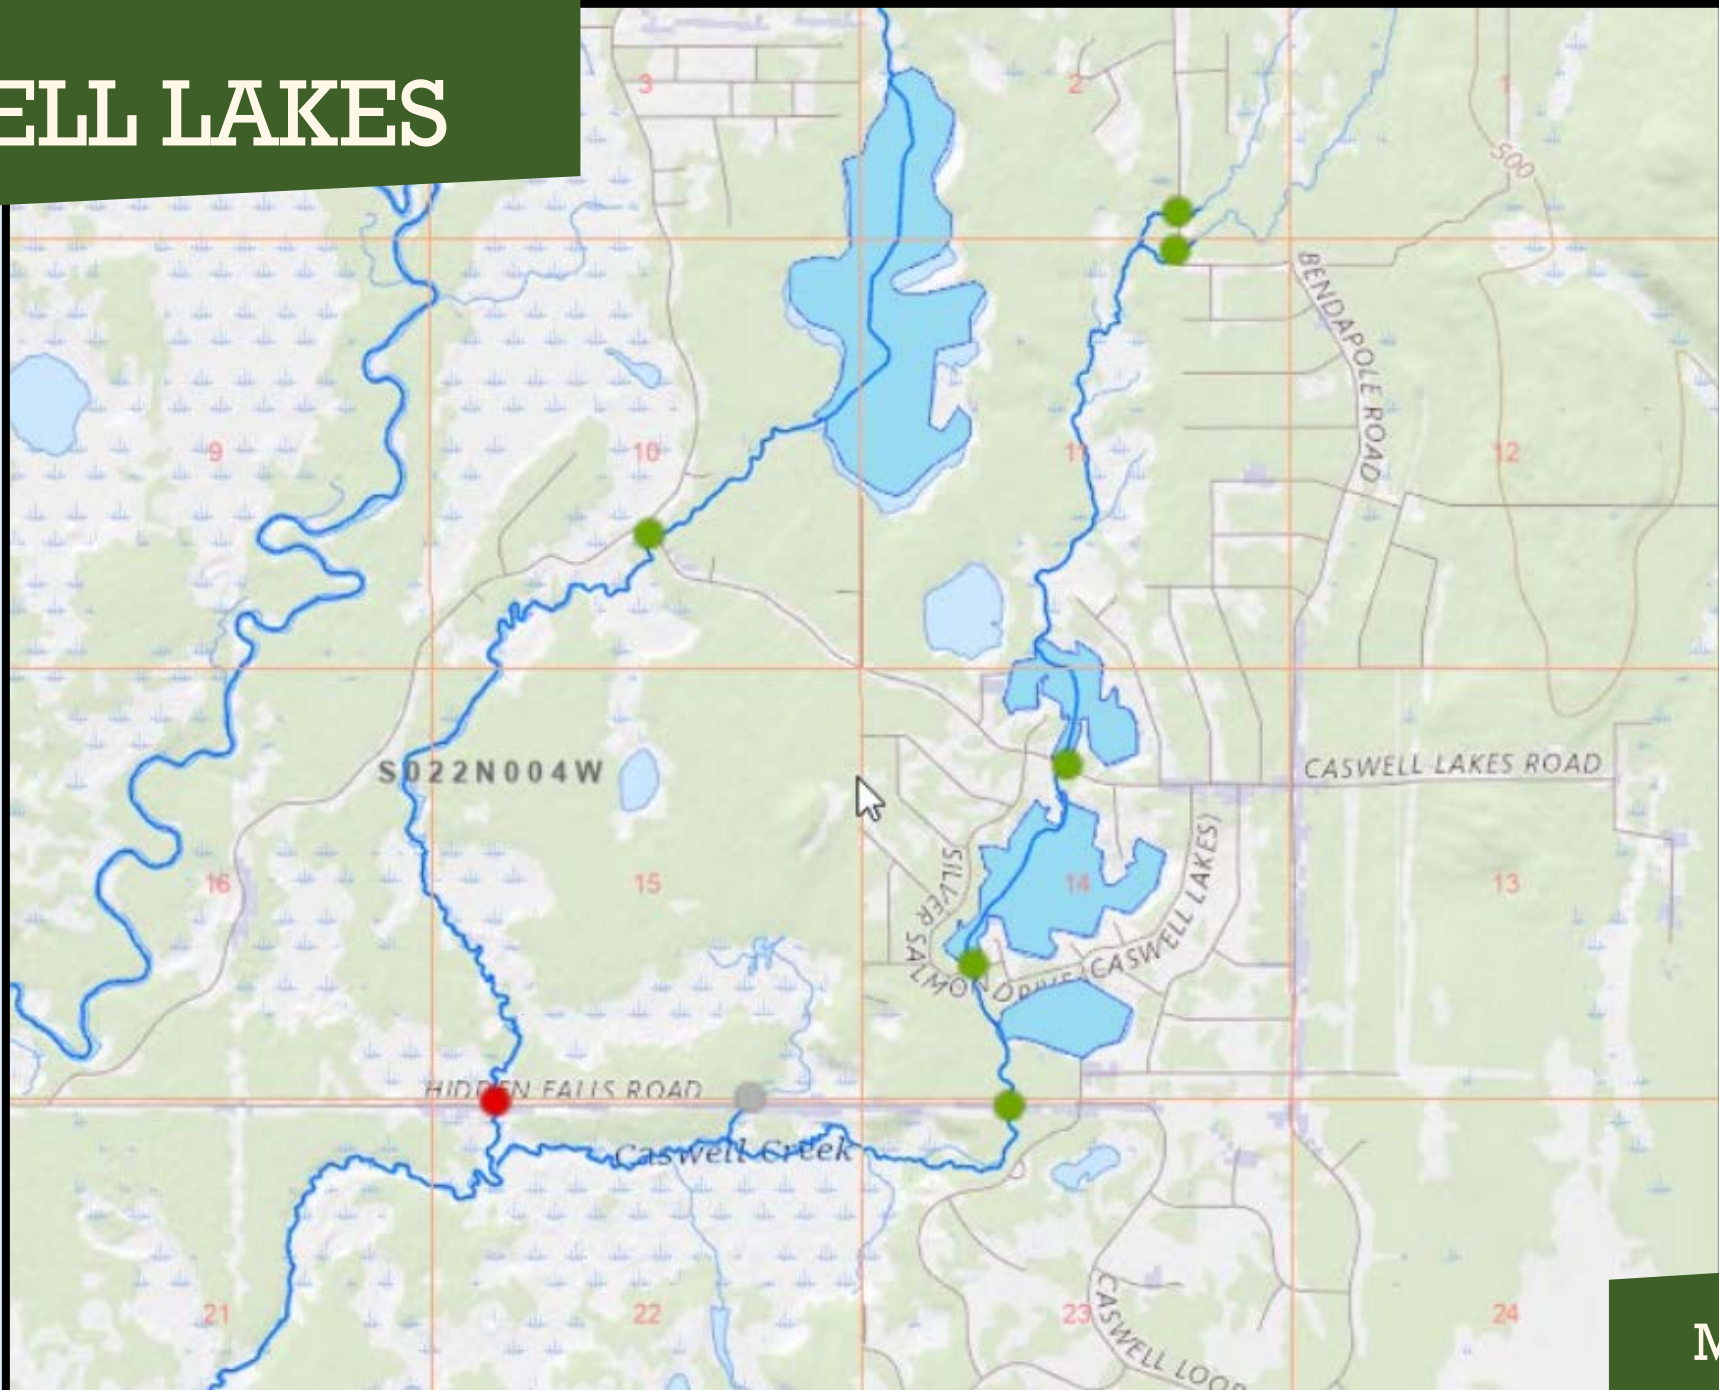 ELL LAKES
3
2
1
500
BENDAPOLE ROAD
9
10
11
12
S022N004W
CASWELL LAKES ROAD
16
15
14
13
SILVER SALMON DRIVE (CASWELL LAKES)
HIDDEN FALLS ROAD
Caswell Creek
21
22
23
24
CASWELL LOOP
M